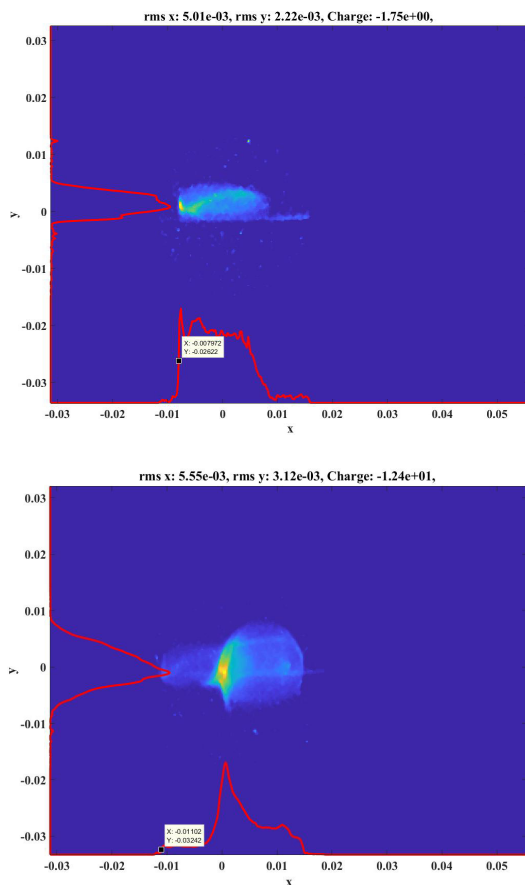 rms x: 5.01e-03, rms y: 2.22e-03, Charge: -1.75e+00,
0.03
0.02
0.01
y
0
-0.01
-0.02
X: -0.007972
Y: -0.02622
-0.03
-0.03 -0.02 -0.01 0 0.01 0.02 0.03 0.04 0.05
x
rms x: 5.55e-03, rms y: 3.12e-03, Charge: -1.24e+01,
0.03
0.02
0.01
y
0
-0.01
-0.02
X: -0.01102
Y: -0.03242
-0.03
-0.03 -0.02 -0.01 0 0.01 0.02 0.03 0.04 0.05
x